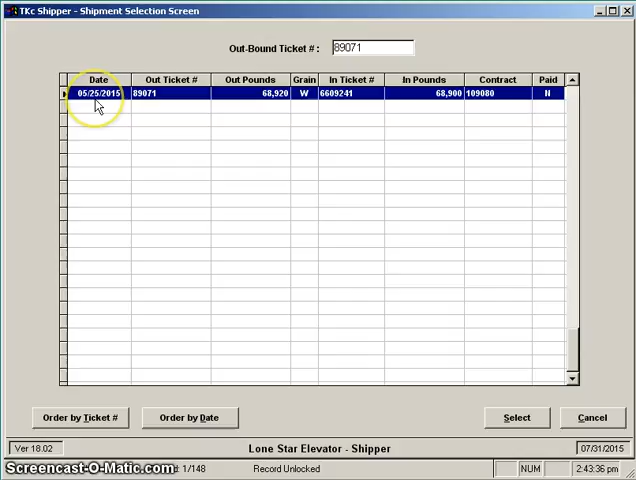 TKc Shipper - Shipment Selection Screen
Out-Bound Ticket # : 89071
Date Out Ticket # Out Pounds Grain In Ticket # In Pounds Contract Paid
05/25/2015 89071 68,920 W 6609241 68,900 109080 N
Order by Ticket # Order by Date Select Cancel
Ver 18.02 Lone Star Elevator - Shipper 07/31/2015
Screencast-O-Matic.com 1/148 Record Unlocked NUM 2:43:36 pm